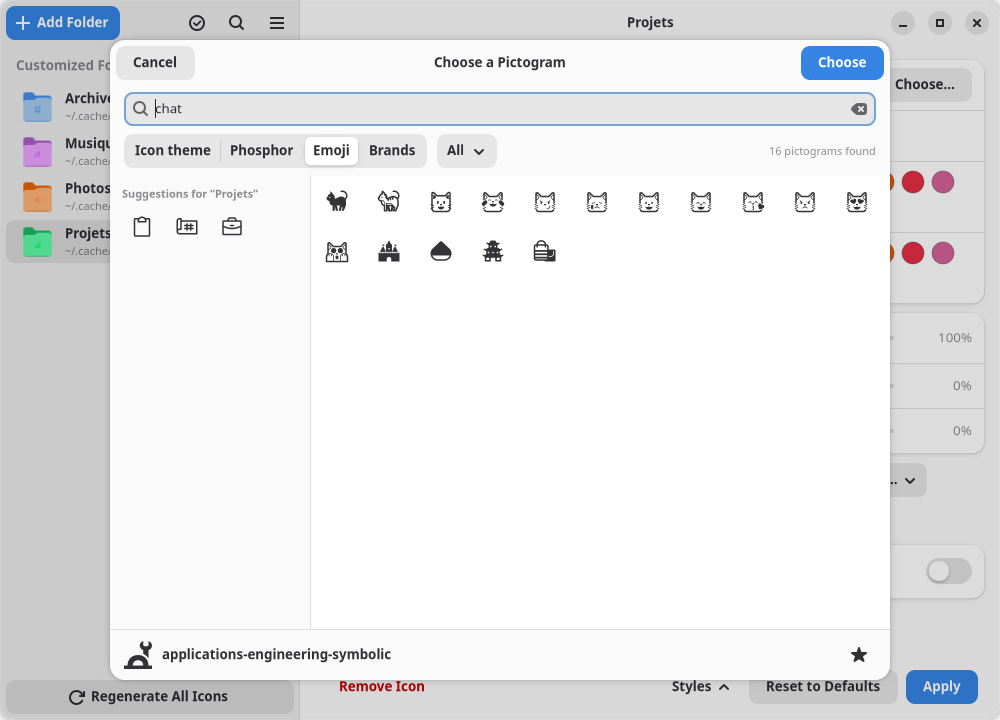 Add Folder
Projets
Customized Fo
Archive
~/.cache/
Musiqu
~/.cache/
Photos
~/.cache/
Projets
~/.cache/
Cancel
Choose a Pictogram
Choose
chat
Icon theme
Phosphor
Emoji
Brands
All
16 pictograms found
Suggestions for “Projets”
applications-engineering-symbolic
Choose...
100%
0%
0%
..
Regenerate All Icons
Remove Icon
Styles
Reset to Defaults
Apply